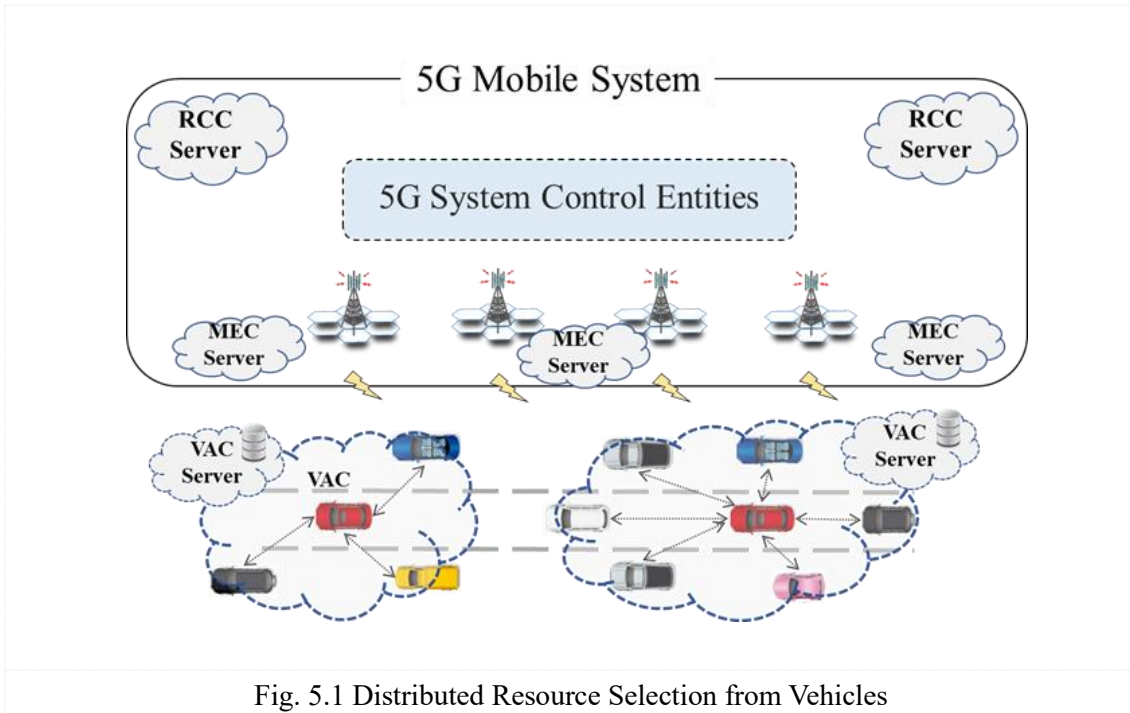 5G Mobile System
RCC
Server
RCC
Server
5G System Control Entities
MEC
Server
MEC
Server
MEC
Server
VAC
Server
VAC
VAC
Server
Fig. 5.1 Distributed Resource Selection from Vehicles